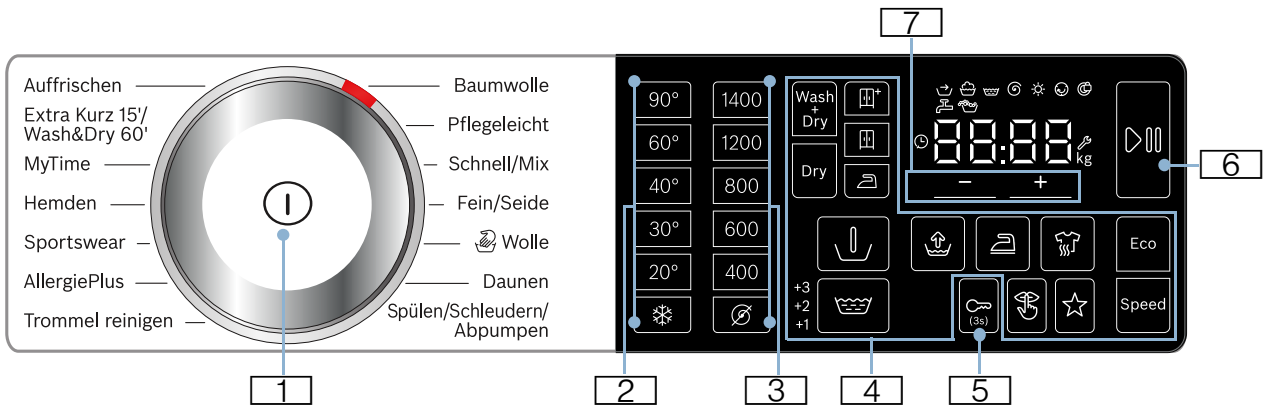 7
Auffrischen
Extra Kurz 15'/
Wash&Dry 60'
MyTime
Hemden
Sportswear
AllergiePlus
Trommel reinigen
Baumwolle
Pflegeleicht
Schnell/Mix
Fein/Seide
Wolle
Daunen
Spülen/Schleudern/
Abpumpen
90°
60°
40°
30°
20°
1400
1200
800
600
400
Wash
+
Dry
Dry
+
88:88
kg
− +
+3
+2
+1
(3s)
Eco
Speed
6
1
2
3
4
5